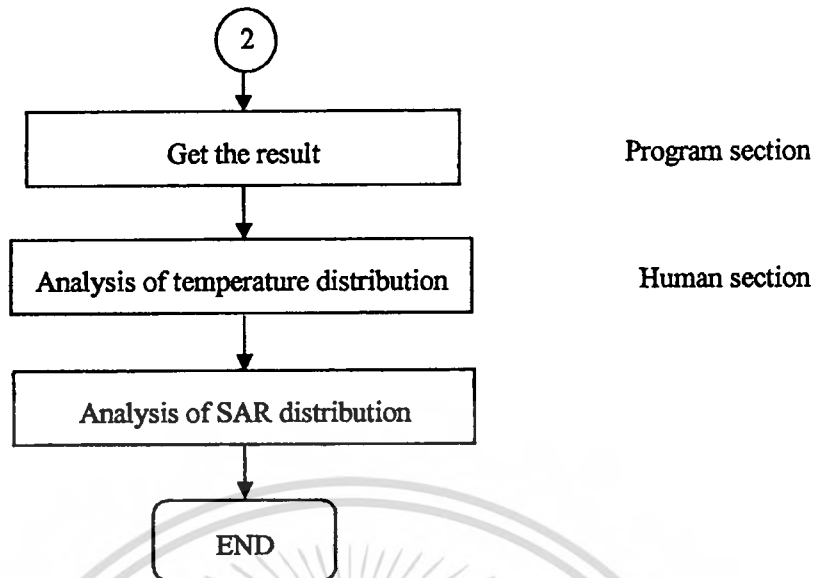 2
Get the result
Program section
Analysis of temperature distribution
Human section
Analysis of SAR distribution
END